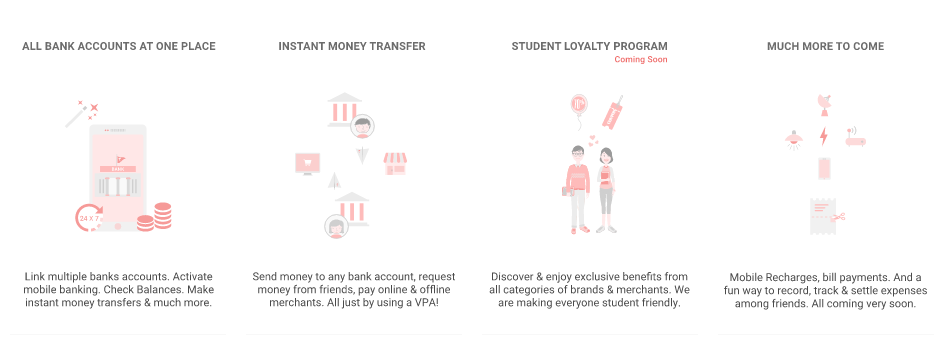 ALL BANK ACCOUNTS AT ONE PLACE
BANK
24 X 7
Link multiple banks accounts. Activate
mobile banking. Check Balances. Make
instant money transfers & much more.
INSTANT MONEY TRANSFER
Send money to any bank account, request
money from friends, pay online & offline
merchants. All just by using a VPA!
STUDENT LOYALTY PROGRAM
Coming Soon
Discover & enjoy exclusive benefits from
all categories of brands & merchants. We
are making everyone student friendly.
MUCH MORE TO COME
Mobile Recharges, bill payments. And a
fun way to record, track & settle expenses
among friends. All coming very soon.